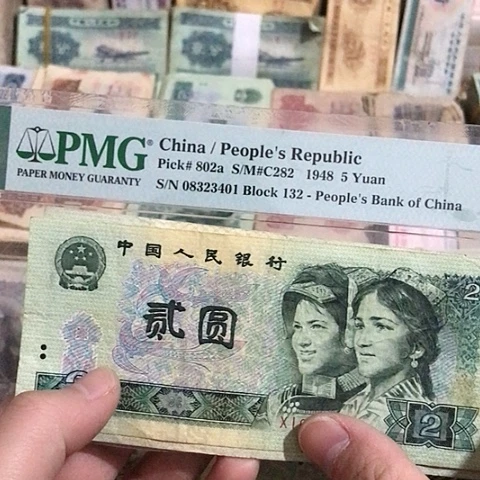 PMG
PAPER MONEY GUARANTY
China / People's Republic
Pick# 802a S/M#C282 1948 5 Yuan
S/N 08323401 Block 132 - People's Bank of China
中国人民银行
贰圆
2
2